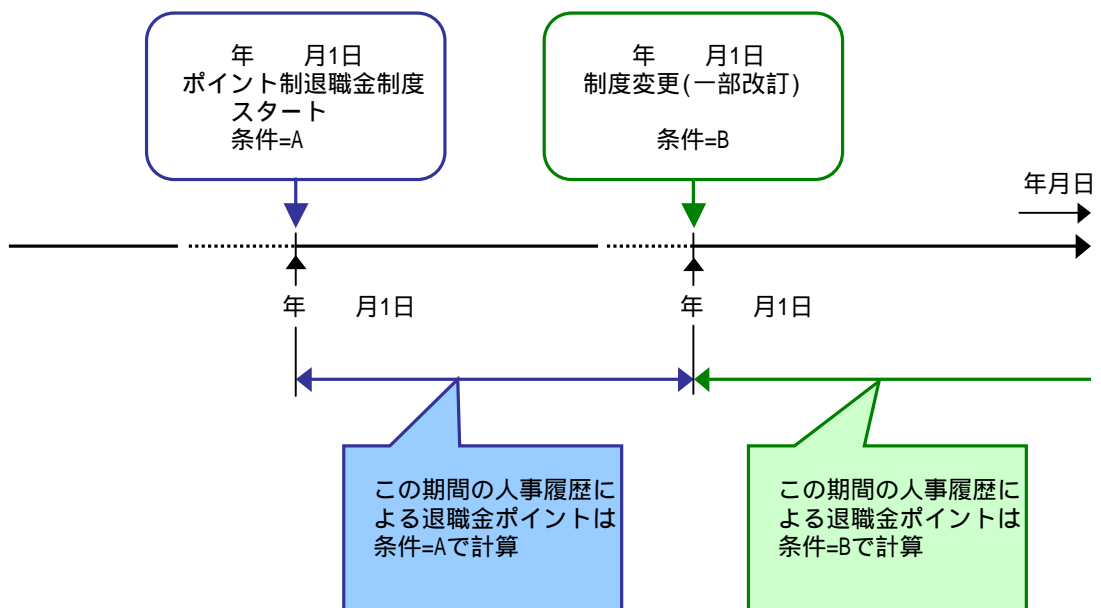 年　　月1日
ポイント制退職金制度
スタート
条件=A
年　　月1日
制度変更(一部改訂)
条件=B
年月日
年　　月1日
年　　月1日
この期間の人事履歴に
よる退職金ポイントは
条件=Aで計算
この期間の人事履歴に
よる退職金ポイントは
条件=Bで計算